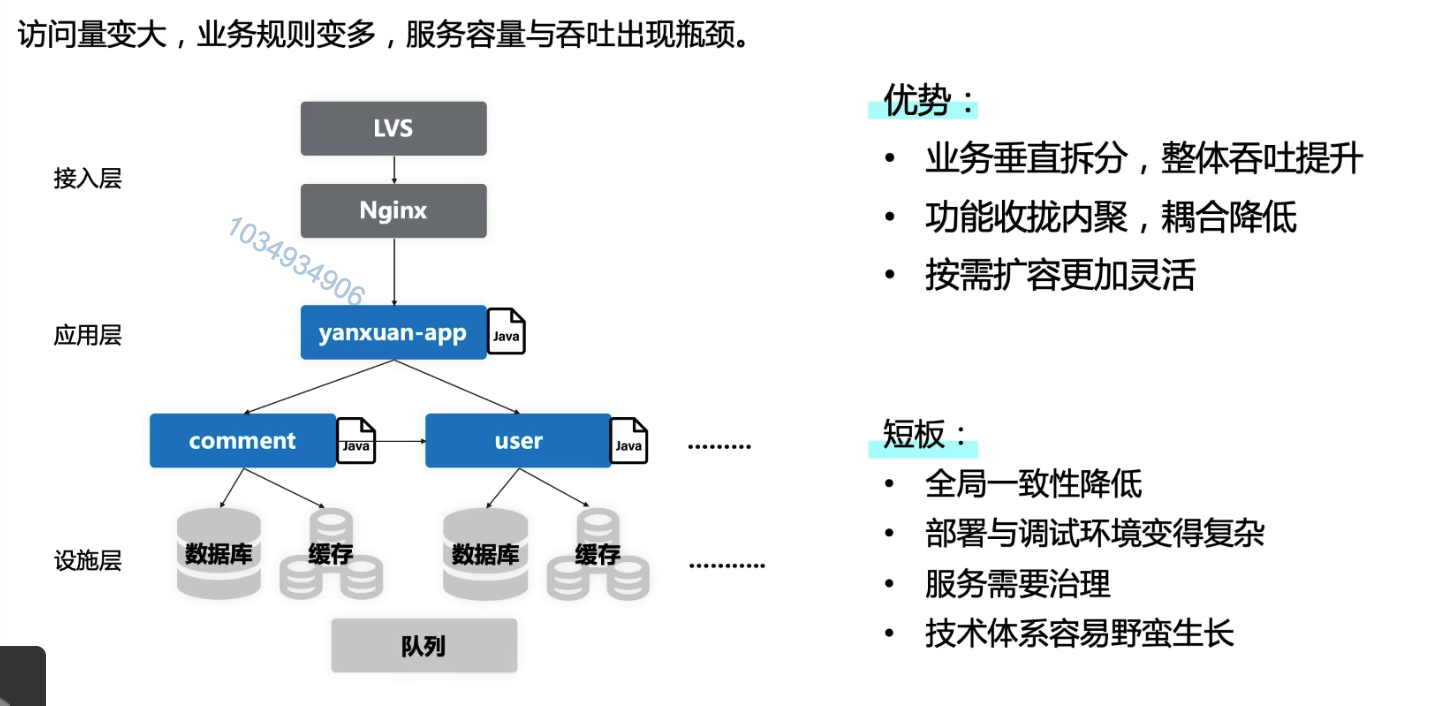 访问量变大，业务规则变多，服务容量与吞吐出现瓶颈。
LVS
接入层
Nginx
1034934906
应用层
yanxuan-app
Java
comment
Java
user
Java
.........
设施层
数据库
缓存
数据库
缓存
...........
队列
优势：
• 业务垂直拆分，整体吞吐提升
• 功能收拢内聚，耦合降低
• 按需扩容更加灵活
短板：
• 全局一致性降低
• 部署与调试环境变得复杂
• 服务需要治理
• 技术体系容易野蛮生长